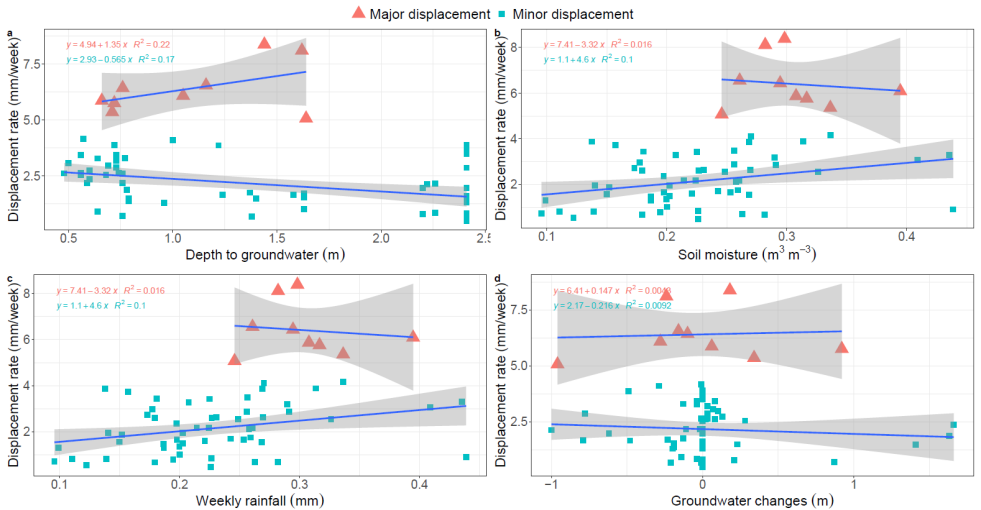 Major displacement Minor displacement
a
y = 4.94 + 1.35 x R² = 0.22
y = 2.93 − 0.565 x R² = 0.17
Displacement rate (mm/week)
7.5
5.0
2.5
0.5 1.0 1.5 2.0 2.5
Depth to groundwater (m)
b
y = 7.41 − 3.32 x R² = 0.016
y = 1.1 + 4.6 x R² = 0.1
Displacement rate (mm/week)
8
6
4
2
0.1 0.2 0.3 0.4
Soil moisture (m³ m⁻³)
c
y = 7.41 − 3.32 x R² = 0.016
y = 1.1 + 4.6 x R² = 0.1
Displacement rate (mm/week)
8
6
4
2
0.1 0.2 0.3 0.4
Weekly rainfall (mm)
d
y = 6.41 + 0.147 x R² =
y = 2.17 − 0.216 x R² = 0.0092
Displacement rate (mm/week)
7.5
5.0
2.5
−1 0 1
Groundwater changes (m)